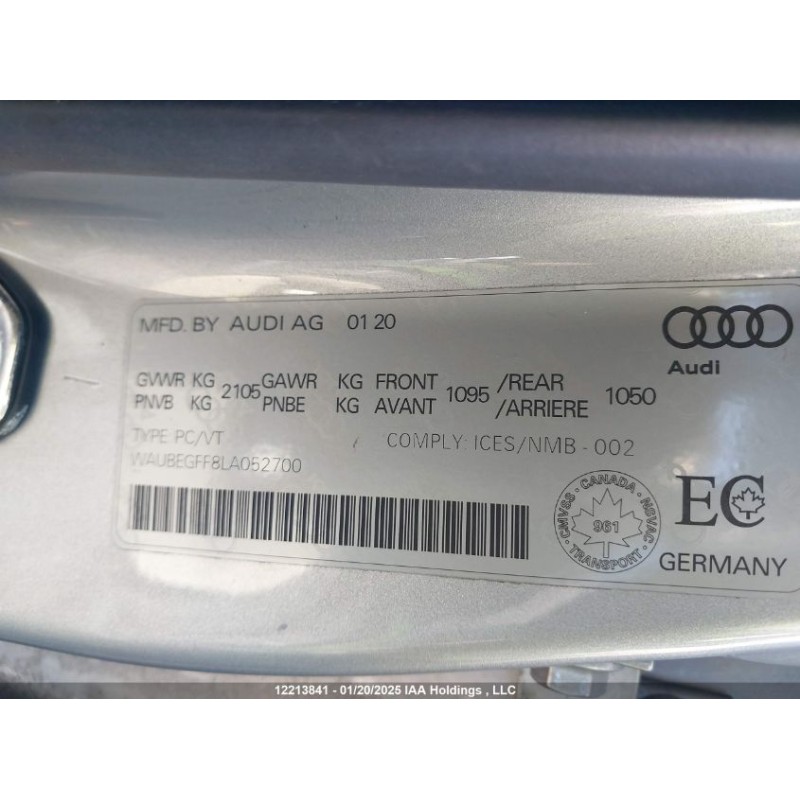 MFD. BY AUDI AG 01 20
Audi
GVWR KG 2105 GAWR KG FRONT 1095 /REAR 1050
PNVB KG PNBE KG AVANT /ARRIERE
TYPE: PC/VT / COMPLY: ICES/NMB - 002
WAUBEGFF8LA052700
CMVSS · CANADA · NSVAC · TRANSPORT
961
EC
GERMANY
12213841 - 01/20/2025 IAA Holdings , LLC